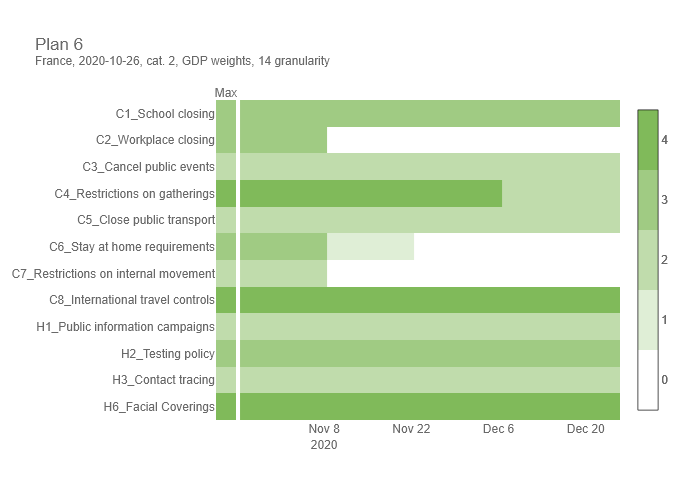 Plan 6
France, 2020-10-26, cat. 2, GDP weights, 14 granularity
Max
C1_School closing
C2_Workplace closing
C3_Cancel public events
C4_Restrictions on gatherings
C5_Close public transport
C6_Stay at home requirements
C7_Restrictions on internal movement
C8_International travel controls
H1_Public information campaigns
H2_Testing policy
H3_Contact tracing
H6_Facial Coverings
Nov 8 Nov 22 Dec 6 Dec 20
2020
4
3
2
1
0